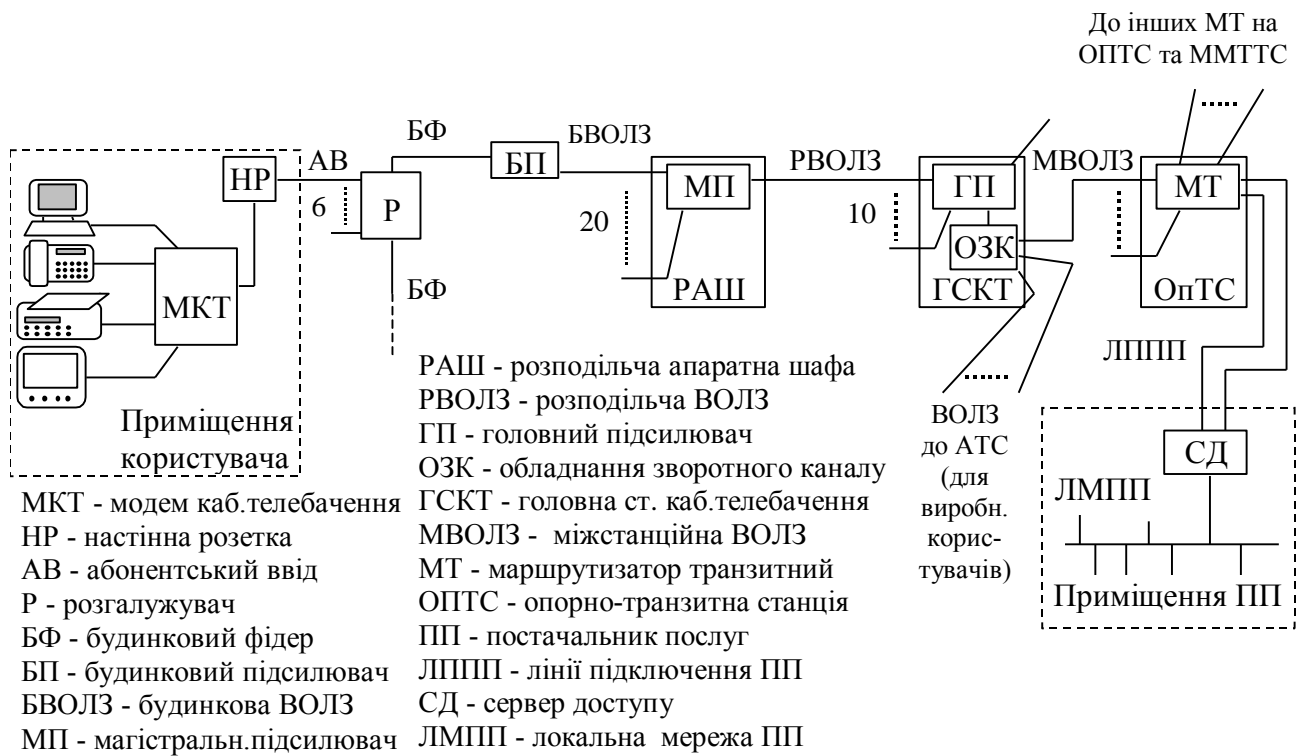 До інших МТ на
ОПТС та ММТТС
БФ
БВОЛЗ
АВ
НР
6
Р
БП
МП
РВОЛЗ
ГП
МВОЛЗ
МТ
20
10
ОЗК
МКТ
БФ
РАШ
ГСКТ
ОпТС
ЛППП
Приміщення
користувача
ВОЛЗ
до АТС
(для
виробн.
корис-
тувачів)
СД
ЛМПП
Приміщення ПП
МКТ - модем каб.телебачення
НР - настінна розетка
АВ - абонентський ввід
Р - розгалужувач
БФ - будинковий фідер
БП - будинковий підсилювач
БВОЛЗ - будинкова ВОЛЗ
МП - магістральн.підсилювач
РАШ - розподільча апаратна шафа
РВОЛЗ - розподільча ВОЛЗ
ГП - головний підсилювач
ОЗК - обладнання зворотного каналу
ГСКТ - головна ст. каб.телебачення
МВОЛЗ - міжстанційна ВОЛЗ
МТ - маршрутизатор транзитний
ОПТС - опорно-транзитна станція
ПП - постачальник послуг
ЛППП - лінії підключення ПП
СД - сервер доступу
ЛМПП - локальна мережа ПП